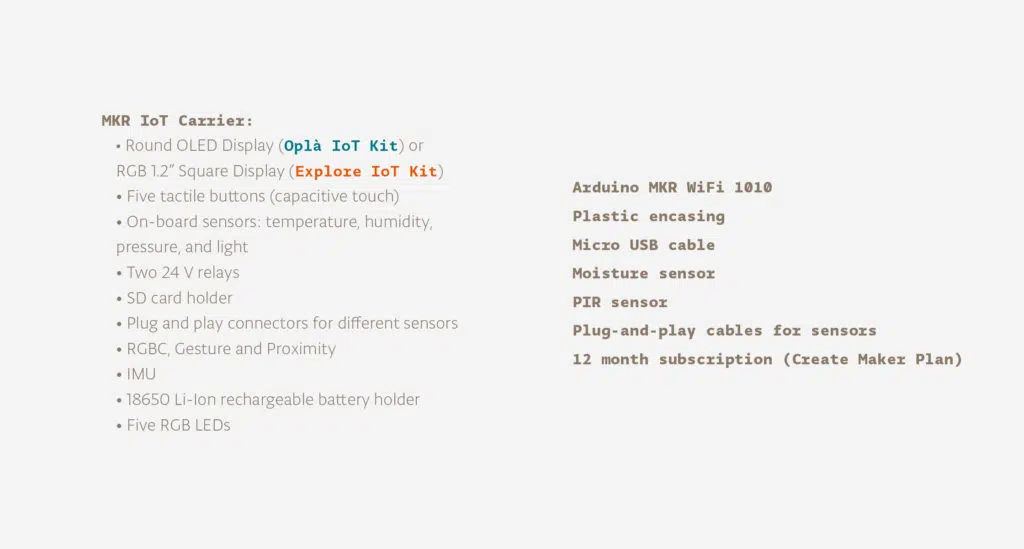 MKR IoT Carrier:
• Round OLED Display (Oplà IoT Kit) or
RGB 1.2” Square Display (Explore IoT Kit)
• Five tactile buttons (capacitive touch)
• On-board sensors: temperature, humidity,
pressure, and light
• Two 24 V relays
• SD card holder
• Plug and play connectors for different sensors
• RGBC, Gesture and Proximity
• IMU
• 18650 Li-Ion rechargeable battery holder
• Five RGB LEDs
Arduino MKR WiFi 1010
Plastic encasing
Micro USB cable
Moisture sensor
PIR sensor
Plug-and-play cables for sensors
12 month subscription (Create Maker Plan)